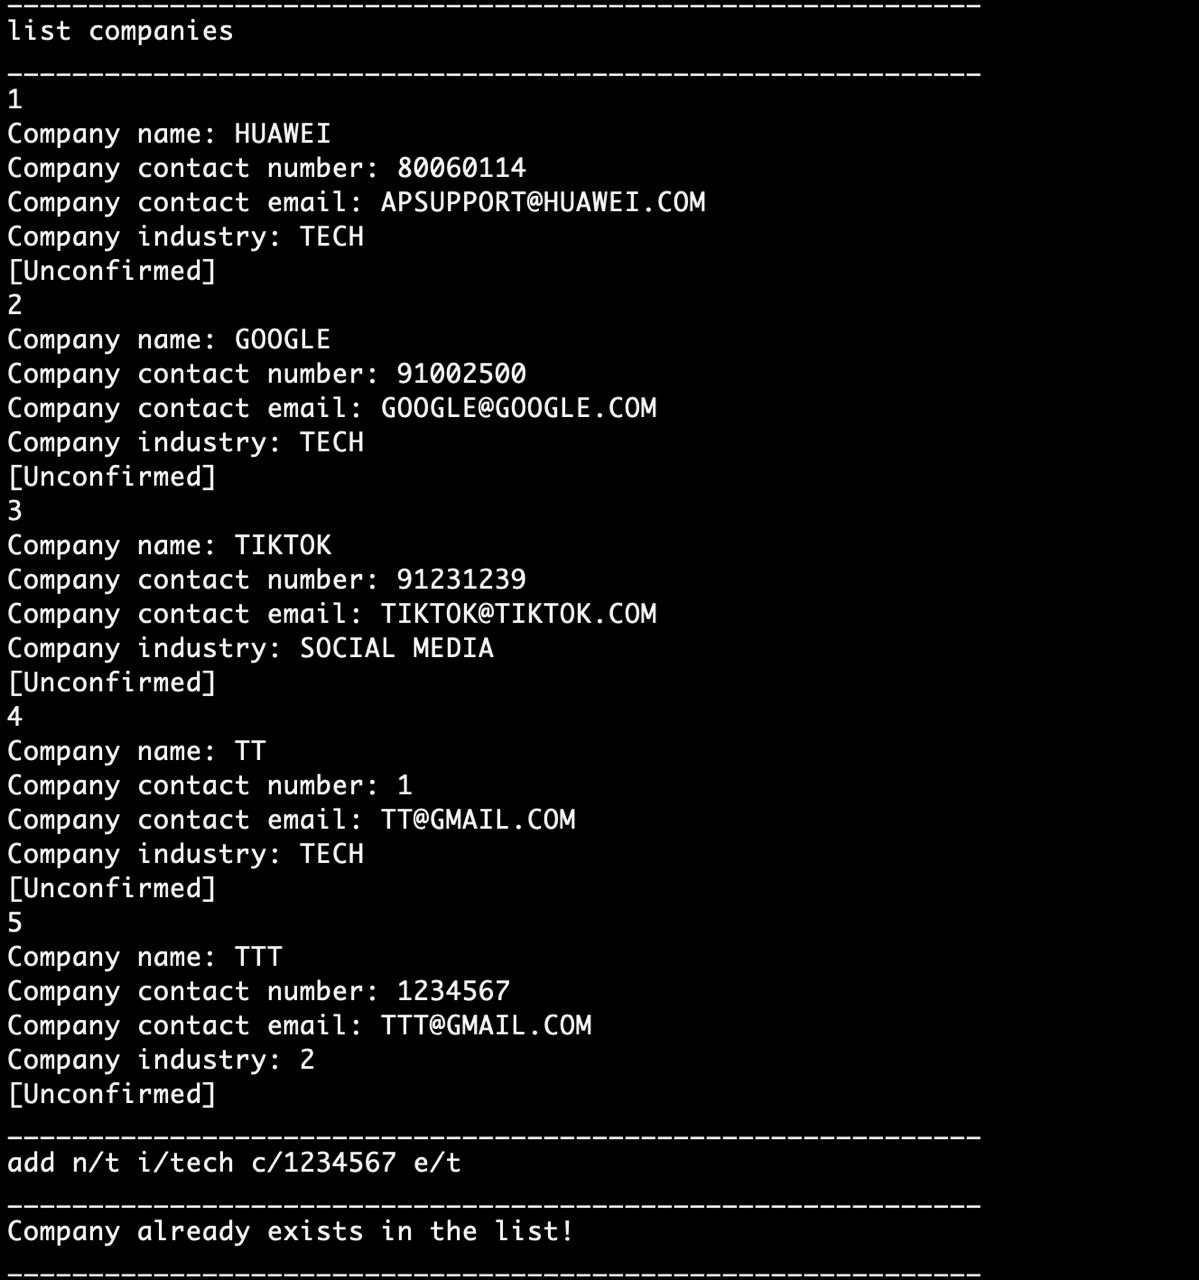 list companies
1
Company name: HUAWEI
Company contact number: 80060114
Company contact email: APSUPPORT@HUAWEI.COM
Company industry: TECH
[Unconfirmed]
2
Company name: GOOGLE
Company contact number: 91002500
Company contact email: GOOGLE@GOOGLE.COM
Company industry: TECH
[Unconfirmed]
3
Company name: TIKTOK
Company contact number: 91231239
Company contact email: TIKTOK@TIKTOK.COM
Company industry: SOCIAL MEDIA
[Unconfirmed]
4
Company name: TT
Company contact number: 1
Company contact email: TT@GMAIL.COM
Company industry: TECH
[Unconfirmed]
5
Company name: TTT
Company contact number: 1234567
Company contact email: TTT@GMAIL.COM
Company industry: 2
[Unconfirmed]
add n/t i/tech c/1234567 e/t
Company already exists in the list!